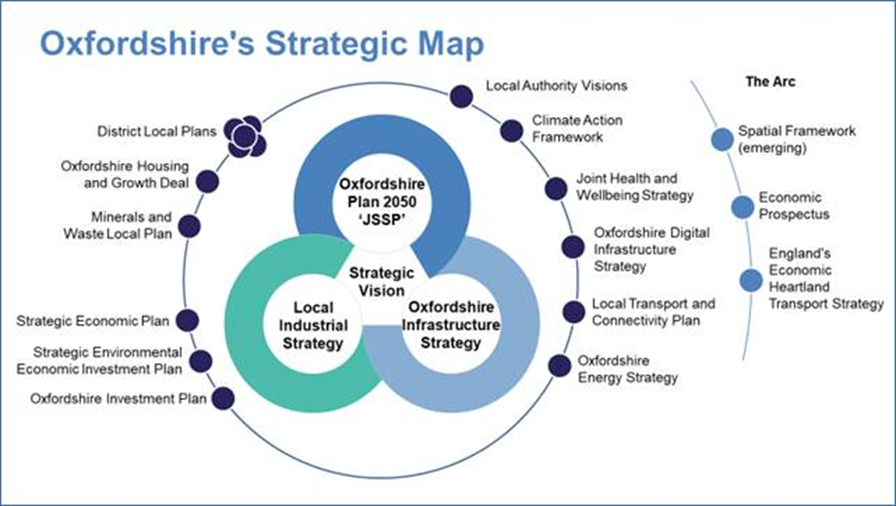 Oxfordshire's Strategic Map
District Local Plans
Oxfordshire Housing
and Growth Deal
Minerals and
Waste Local Plan
Strategic Economic Plan
Strategic Environmental
Economic Investment Plan
Oxfordshire Investment Plan
Oxfordshire
Plan 2050
‘JSSP’
Strategic
Vision
Local
Industrial
Strategy
Oxfordshire
Infrastructure
Strategy
Local Authority Visions
Climate Action
Framework
Joint Health and
Wellbeing Strategy
Oxfordshire Digital
Infrastructure
Strategy
Local Transport and
Connectivity Plan
Oxfordshire
Energy Strategy
The Arc
Spatial Framework
(emerging)
Economic
Prospectus
England's
Economic
Heartland
Transport Strategy